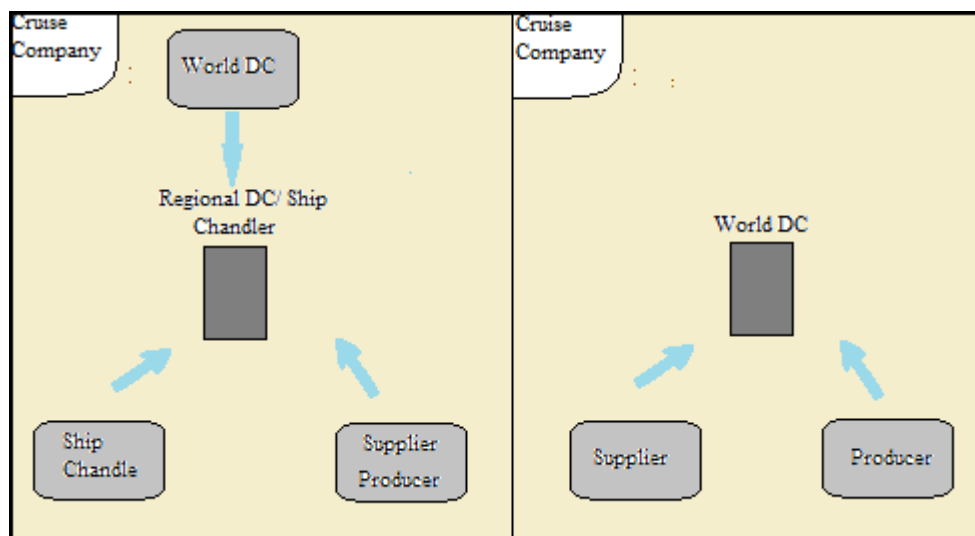 Cruise
Company
World DC
Regional DC/ Ship
Chandler
Ship
Chandle
Supplier
Producer
Cruise
Company
World DC
Supplier
Producer